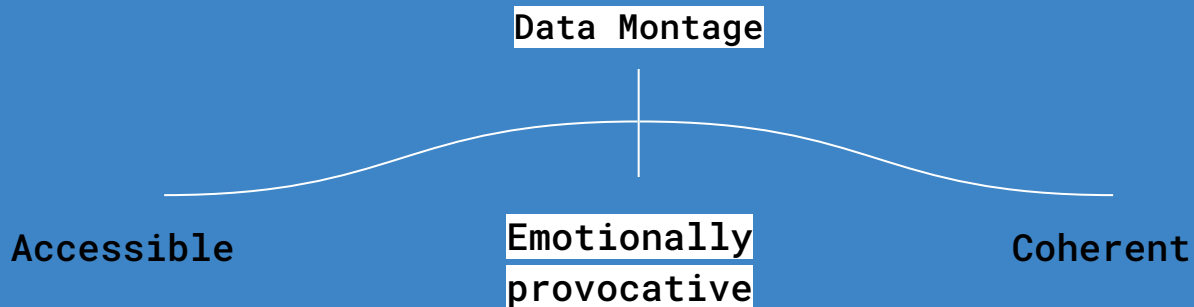 Data Montage
Accessible
Emotionally
provocative
Coherent